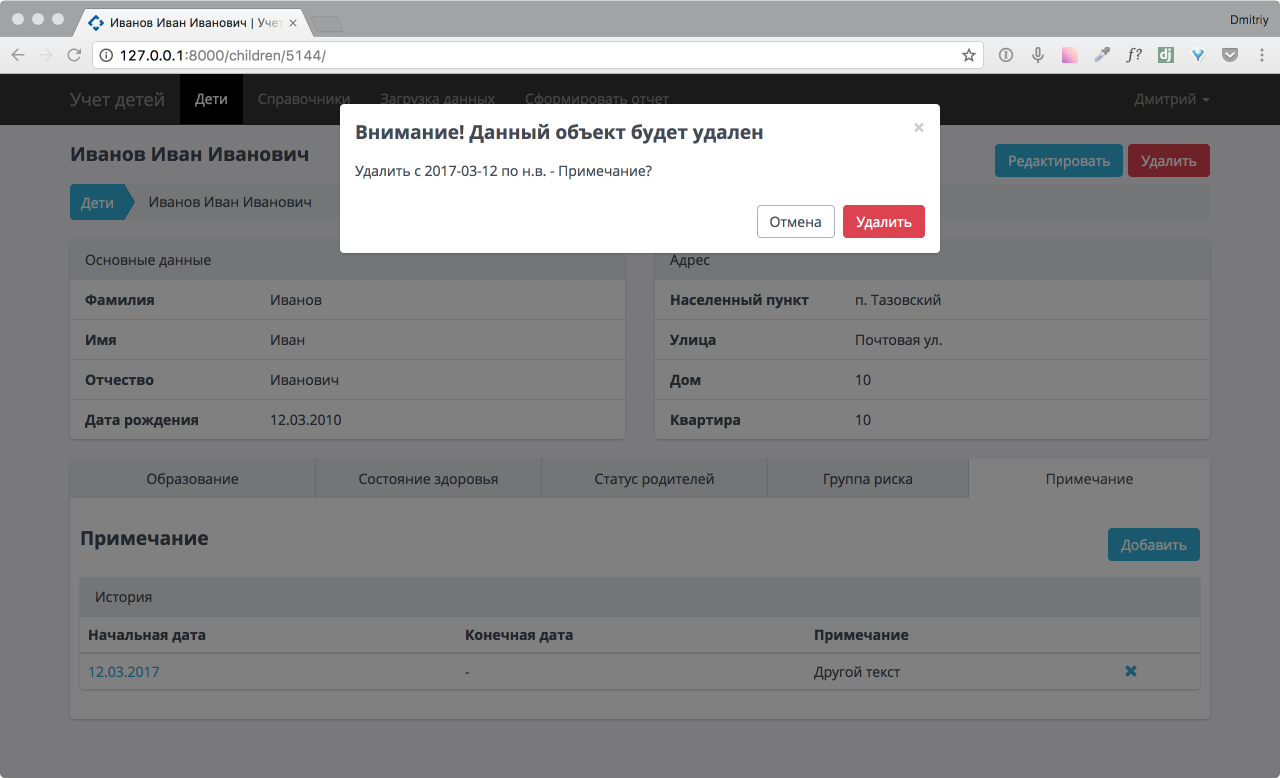 Иванов Иван Иванович | Учет
Dmitriy
127.0.0.1:8000/children/5144/
f?
dj
Учет детей
Дети
Справочники
Загрузка данных
Сформировать отчет
Дмитрий
Внимание! Данный объект будет удален
×
Удалить с 2017-03-12 по н.в. - Примечание?
Отмена
Удалить
Иванов Иван Иванович
Редактировать
Удалить
Дети
Иванов Иван Иванович
Основные данные
Фамилия Иванов
Имя Иван
Отчество Иванович
Дата рождения 12.03.2010
Адрес
Населенный пункт п. Тазовский
Улица Почтовая ул.
Дом 10
Квартира 10
Образование
Состояние здоровья
Статус родителей
Группа риска
Примечание
Примечание
Добавить
История
Начальная дата Конечная дата Примечание
12.03.2017 - Другой текст